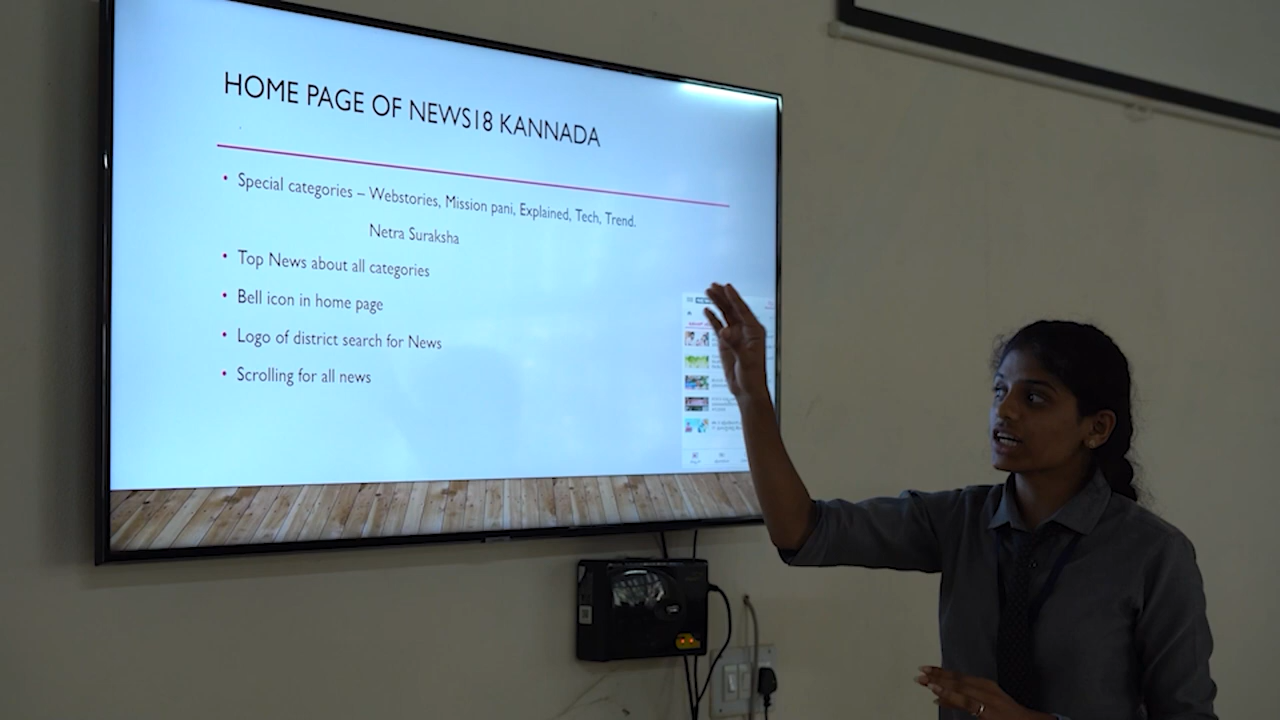 HOME PAGE OF NEWS18 KANNADA
• Special categories – Webstories, Mission pani, Explained, Tech, Trend.
Netra Suraksha
• Top News about all categories
• Bell icon in home page
• Logo of district search for News
• Scrolling for all news